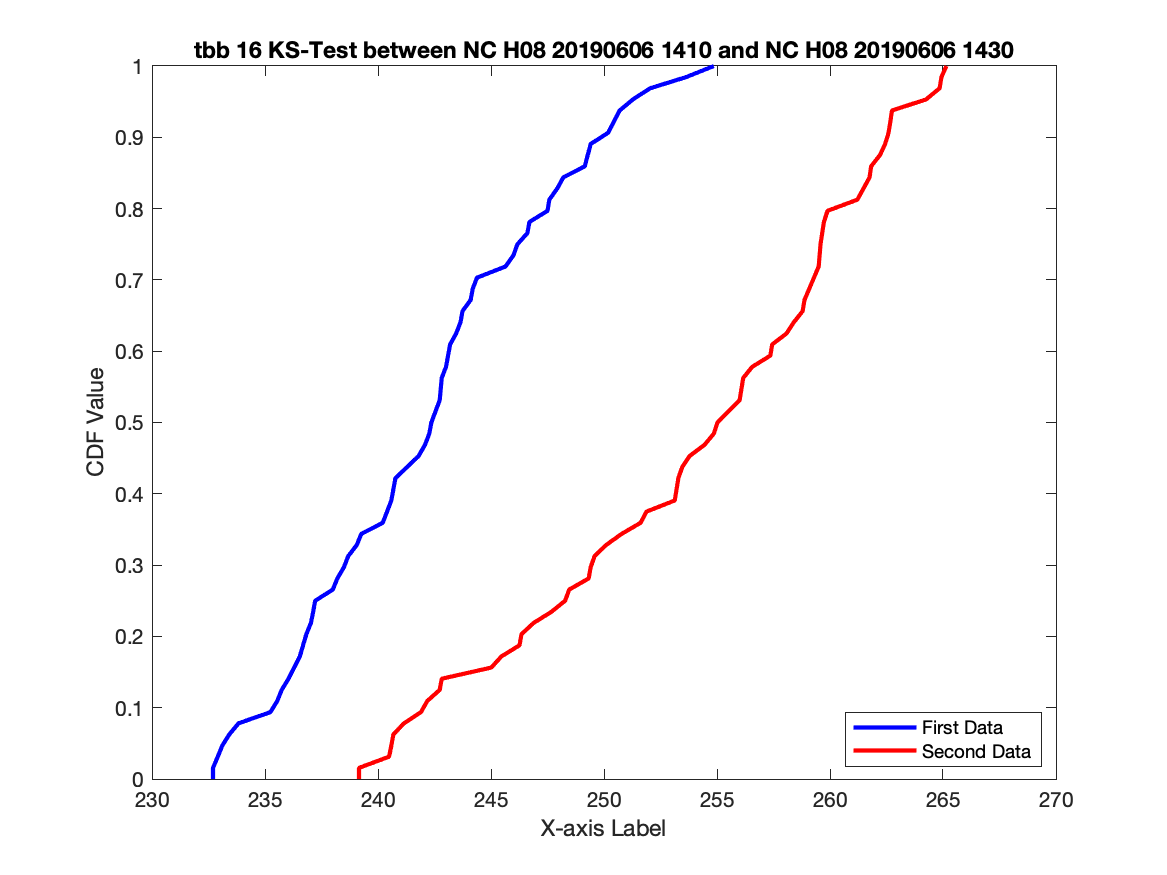 tbb 16 KS-Test between NC H08 20190606 1410 and NC H08 20190606 1430
1
0.9
0.8
0.7
0.6
0.5
0.4
0.3
0.2
0.1
0
CDF Value
First Data
Second Data
230 235 240 245 250 255 260 265 270
X-axis Label